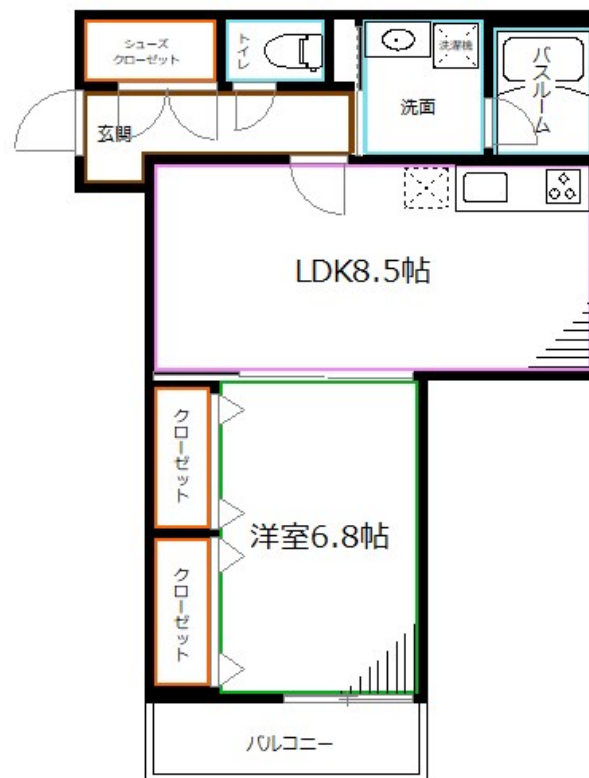 シューズ
クローゼット
トイレ
洗濯機
バスルーム
玄関
洗面
LDK8.5帖
クローゼット
洋室6.8帖
クローゼット
バルコニー